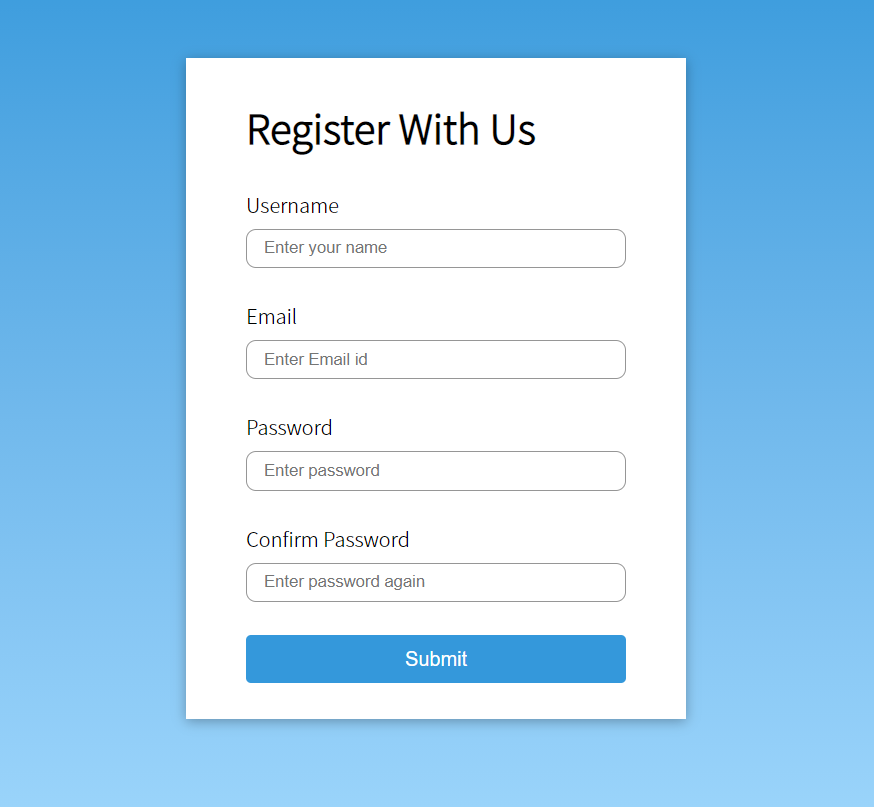 Register With Us
Username
Enter your name
Email
Enter Email id
Password
Enter password
Confirm Password
Enter password again
Submit